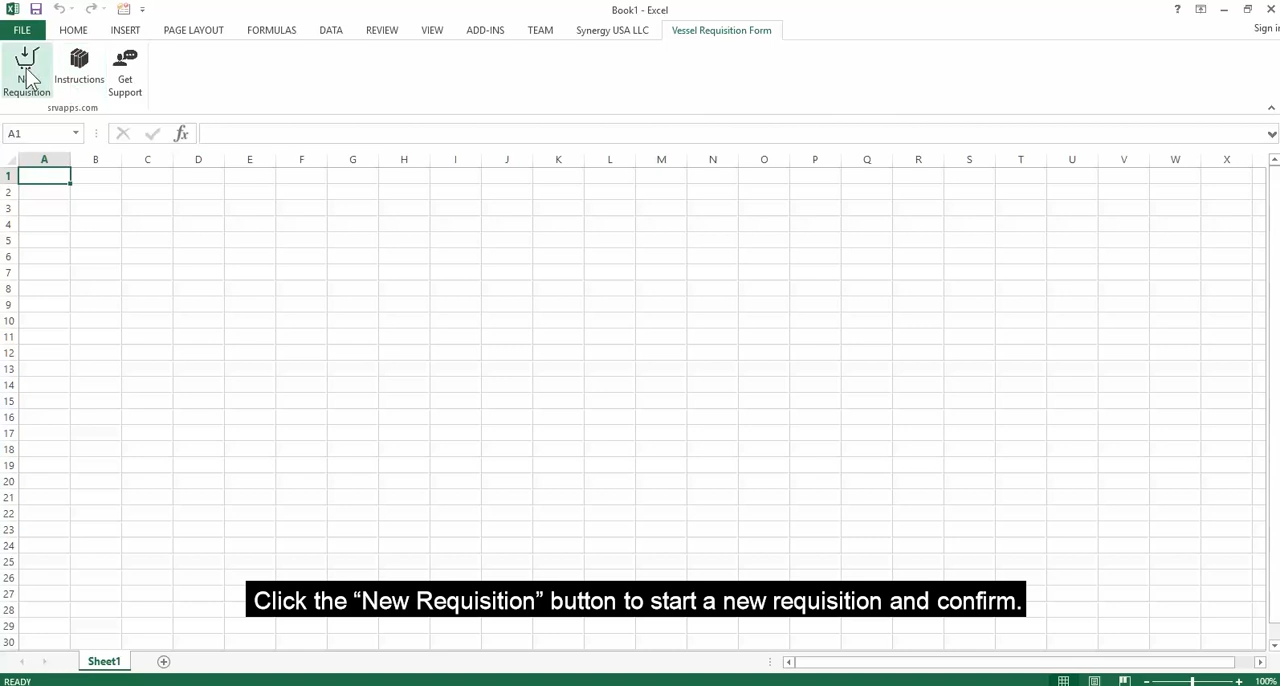 Book1 - Excel
?
FILE HOME INSERT PAGE LAYOUT FORMULAS DATA REVIEW VIEW ADD-INS TEAM Synergy USA LLC Vessel Requisition Form
Requisition
Instructions
Get
Support
srvapps.com
A1 fx
A B C D E F G H I J K L M N O P Q R S T U V W X
1
2
3
4
5
6
7
8
9
10
11
12
13
14
15
16
17
18
19
20
21
22
23
24
25
26
27
28
29
30
Click the “New Requisition” button to start a new requisition and confirm.
Sheet1
READY 100%